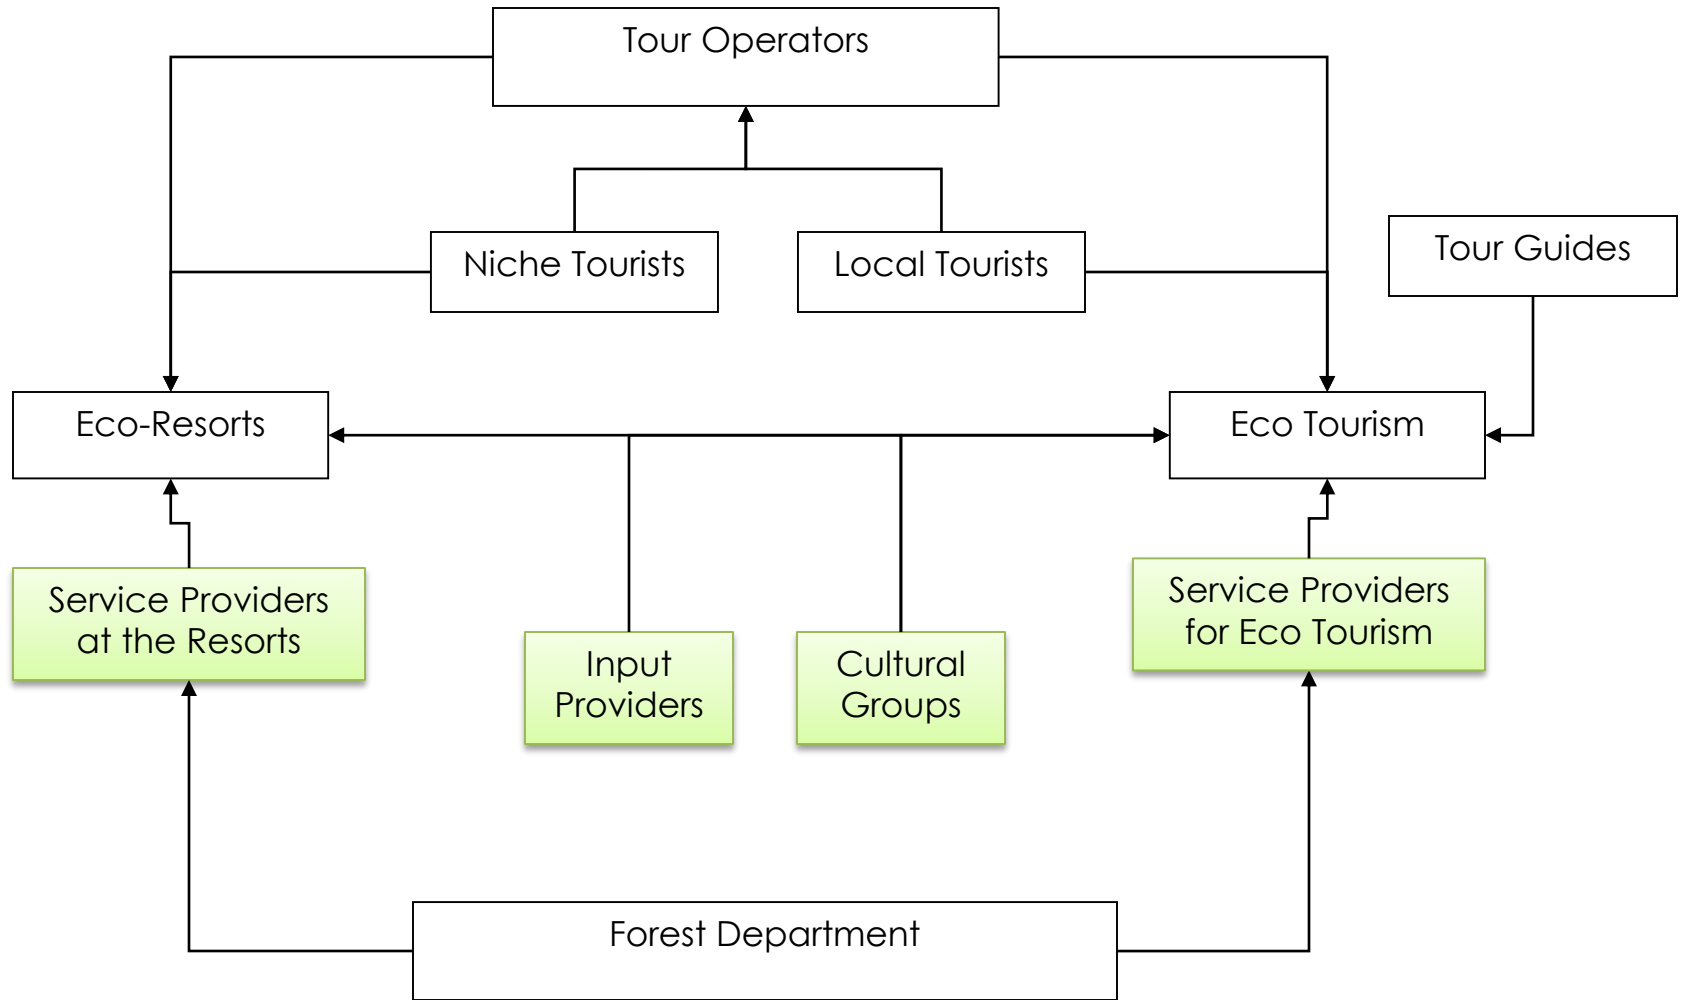 Tour Operators
Niche Tourists
Local Tourists
Tour Guides
Eco-Resorts
Eco Tourism
Service Providers
at the Resorts
Input
Providers
Cultural
Groups
Service Providers
for Eco Tourism
Forest Department